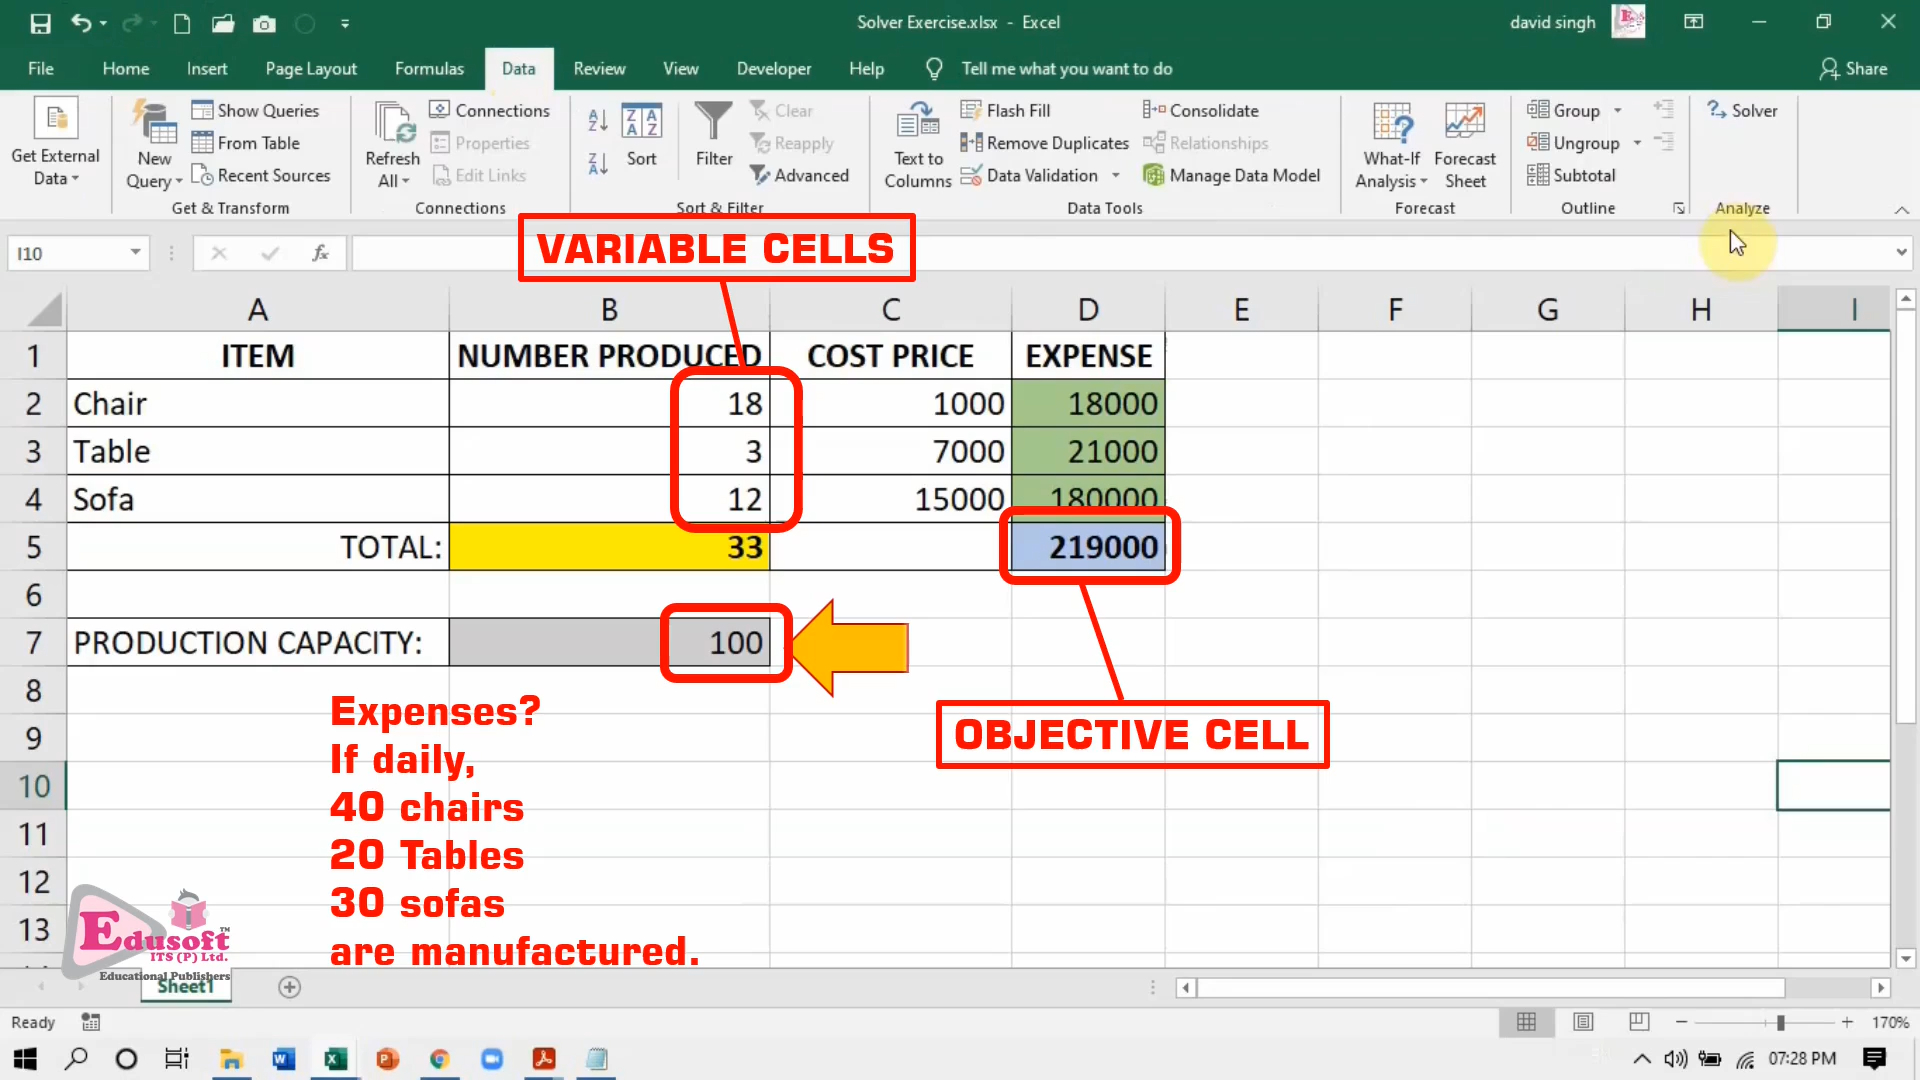 Solver Exercise.xlsx - Excel
david singh
File Home Insert Page Layout Formulas Data Review View Developer Help Tell me what you want to do Share
Get External Data
New Query
Show Queries
From Table
Recent Sources
Get & Transform
Refresh All
Connections
Properties
Edit Links
Connections
Sort
Filter
Clear
Reapply
Advanced
Sort & Filter
Text to Columns
Flash Fill
Remove Duplicates
Data Validation
Consolidate
Relationships
Manage Data Model
Data Tools
What-If Analysis
Forecast Sheet
Forecast
Group
Ungroup
Subtotal
Outline
Solver
Analyze
I10
fx
VARIABLE CELLS
A B C D E F G H I
1 ITEM NUMBER PRODUCED COST PRICE EXPENSE
2 Chair 18 1000 18000
3 Table 3 7000 21000
4 Sofa 12 15000 180000
5 TOTAL: 33 219000
6
7 PRODUCTION CAPACITY: 100
8
9
10
11
12
13
OBJECTIVE CELL
Expenses?
If daily,
40 chairs
20 Tables
30 sofas
are manufactured.
Edusoft™
ITS (P) Ltd.
Educational Publishers
Sheet1
Ready
170%
07:28 PM